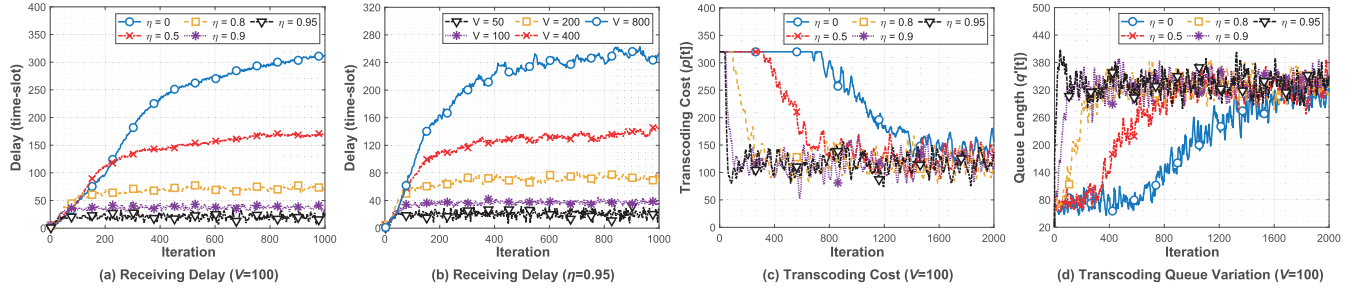 η = 0 η = 0.8 η = 0.95
η = 0.5 η = 0.9
400
350
300
250
200
150
100
50
0
Delay (time-slot)
0 200 400 600 800 1000
Iteration
(a) Receiving Delay (V=100)
V = 50 V = 200 V = 800
V = 100 V = 400
320
280
240
200
160
120
80
40
0
Delay (time-slot)
0 200 400 600 800 1000
Iteration
(b) Receiving Delay (η=0.95)
η = 0 η = 0.8 η = 0.95
η = 0.5 η = 0.9
400
350
300
250
200
150
100
50
0
Transcoding Cost (ρ[t])
0 400 800 1200 1600 2000
Iteration
(c) Transcoding Cost (V=100)
η = 0 η = 0.8 η = 0.95
η = 0.5 η = 0.9
500
440
380
320
260
200
140
80
20
Queue Length (q'[t])
0 400 800 1200 1600 2000
Iteration
(d) Transcoding Queue Variation (V=100)